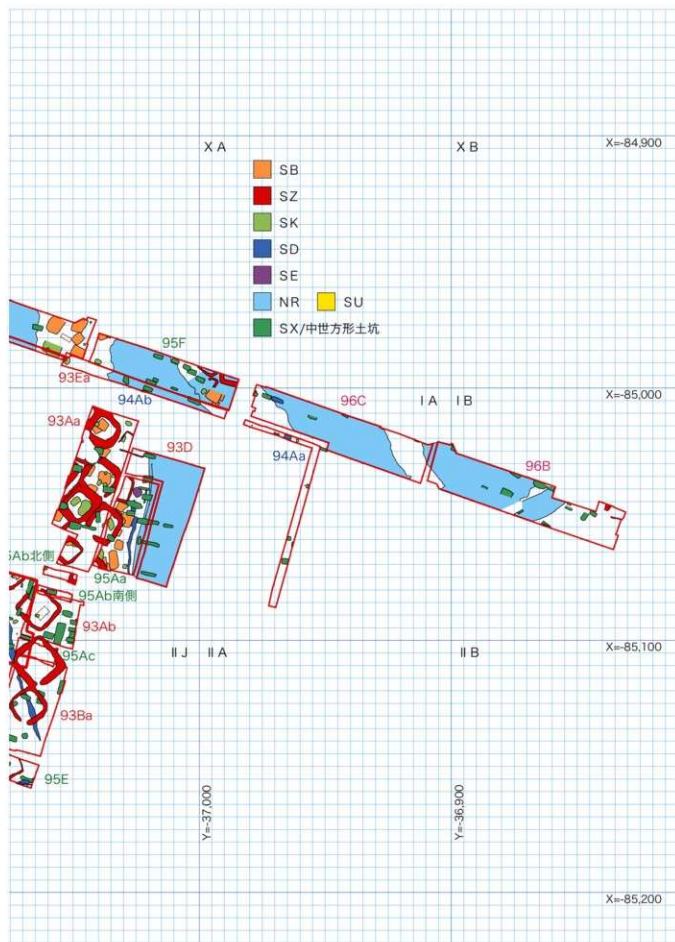 X A
X B
X=-84,900
SB
SZ
SK
SD
SE
NR
SU
SX/中世方形土坑
95F
93Ea
94Ab
96C
I A
I B
X=-85,000
93Aa
93D
94Aa
96B
5Ab北側
95Aa
95Ab南側
93Ab
95Ac
II J
II A
II B
X=-85,100
93Ba
95E
Y=-37,000
Y=-36,900
X=-85,200